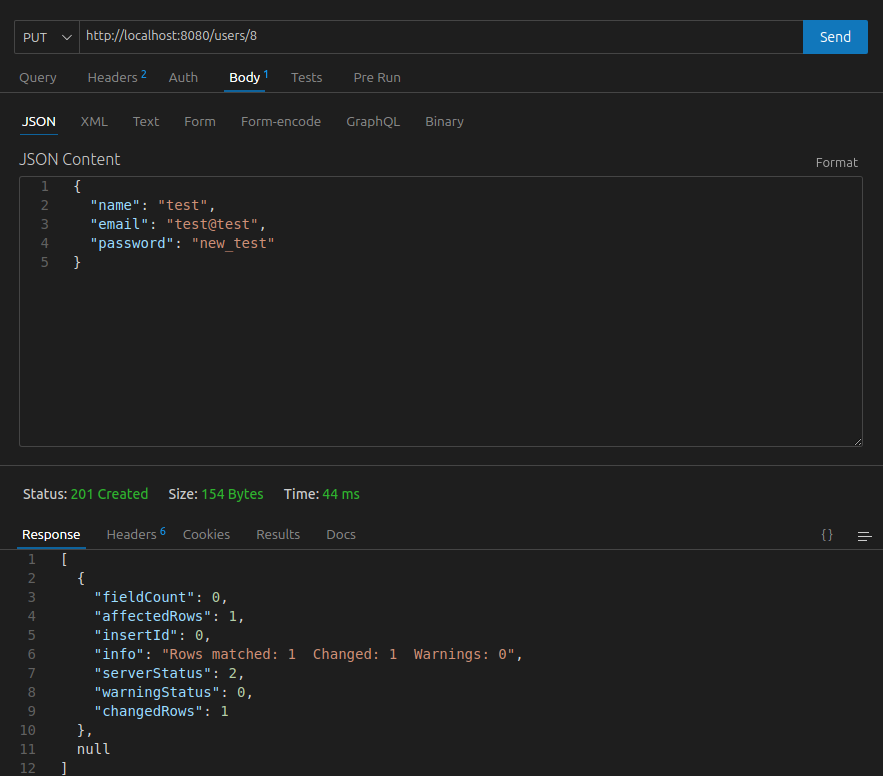 PUT http://localhost:8080/users/8 Send
Query Headers 2 Auth Body 1 Tests Pre Run
JSON XML Text Form Form-encode GraphQL Binary
JSON Content Format
1 {
2 "name": "test",
3 "email": "test@test",
4 "password": "new_test"
5 }
Status: 201 Created Size: 154 Bytes Time: 44 ms
Response Headers 6 Cookies Results Docs {}
1 [
2 {
3 "fieldCount": 0,
4 "affectedRows": 1,
5 "insertId": 0,
6 "info": "Rows matched: 1  Changed: 1  Warnings: 0",
7 "serverStatus": 2,
8 "warningStatus": 0,
9 "changedRows": 1
10 },
11 null
12 ]